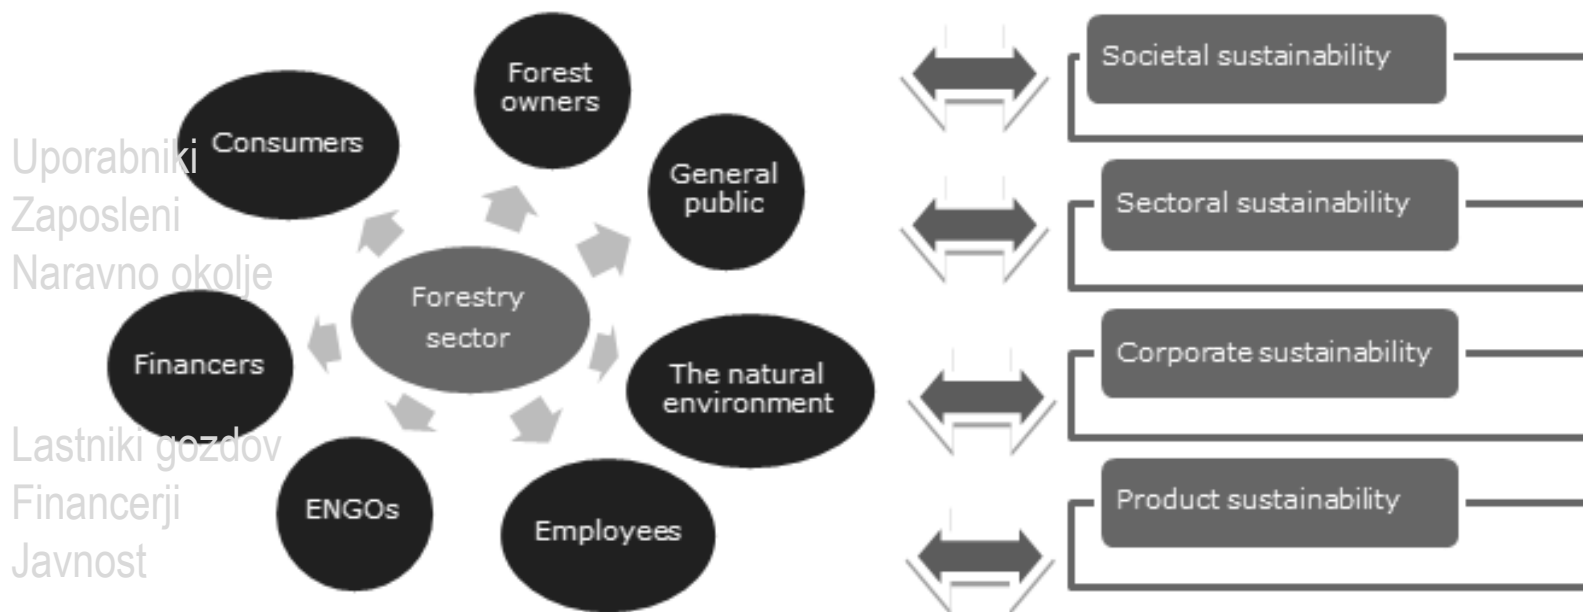 Uporabniki
Zaposleni
Naravno okolje
Lastniki gozdov
Financerji
Javnost
Consumers
Forest
owners
General
public
Forestry
sector
Financers
The natural
environment
ENGOs
Employees
Societal sustainability
Sectoral sustainability
Corporate sustainability
Product sustainability